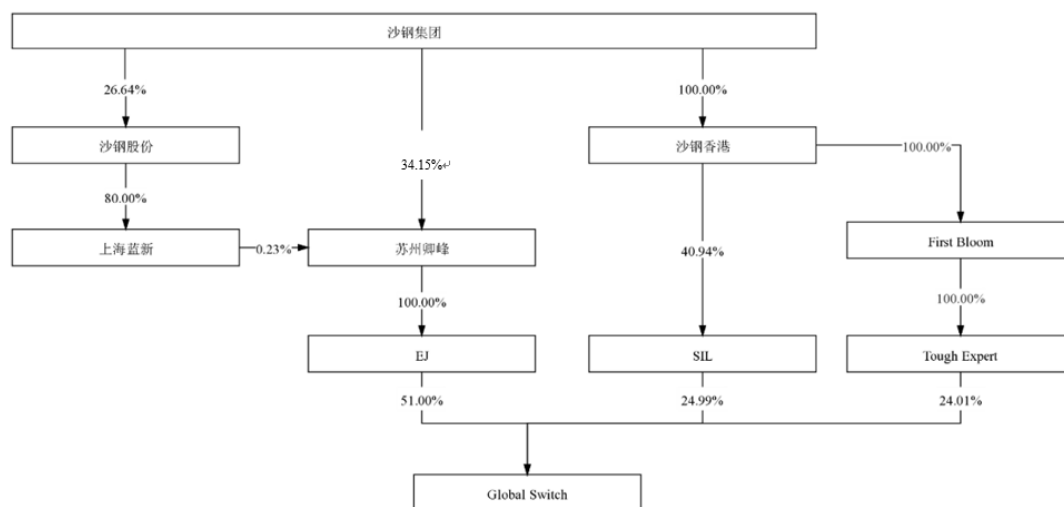 沙钢集团
26.64%
100.00%
沙钢股份
沙钢香港
100.00%
34.15%↵
80.00%
上海蓝新
0.23%
苏州卿峰
40.94%
First Bloom
100.00%
100.00%
EJ
SIL
Tough Expert
51.00%
24.99%
24.01%
Global Switch